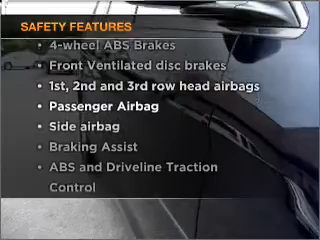 SAFETY FEATURES
• 4-wheel ABS Brakes
• Front Ventilated disc brakes
• 1st, 2nd and 3rd row head airbags
• Passenger Airbag
• Side airbag
• Braking Assist
• ABS and Driveline Traction
Control